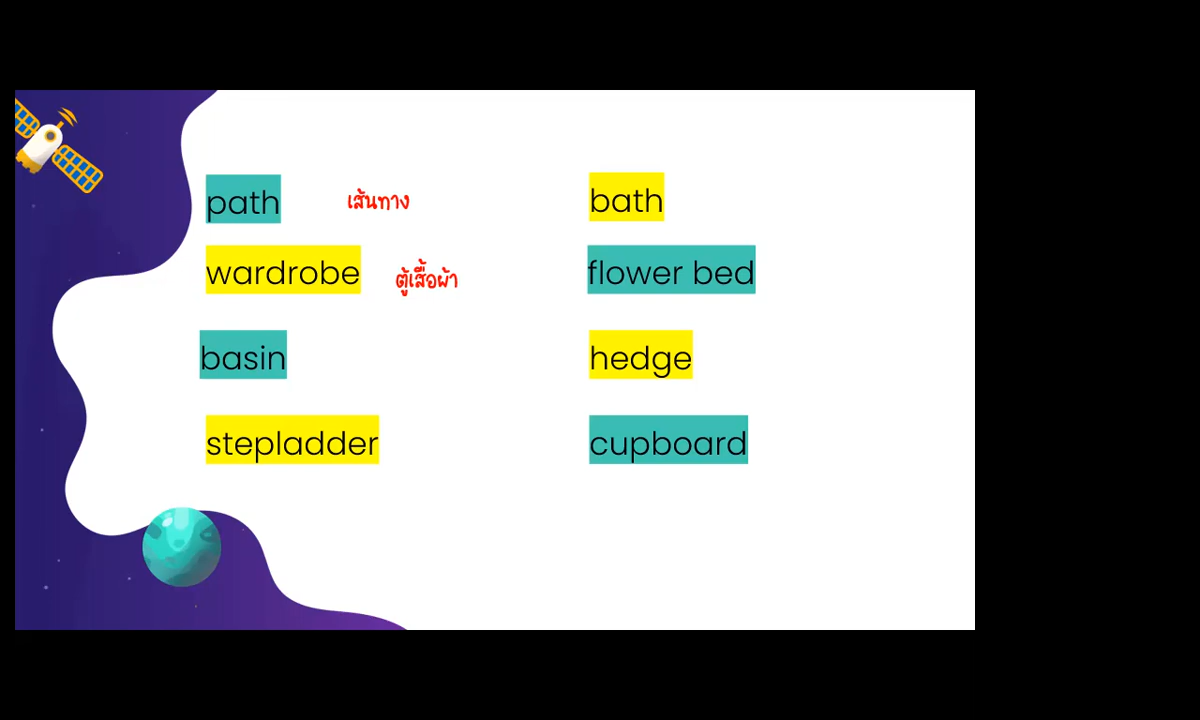 path เส้นทาง bath
wardrobe ตู้เสื้อผ้า flower bed
basin hedge
stepladder cupboard